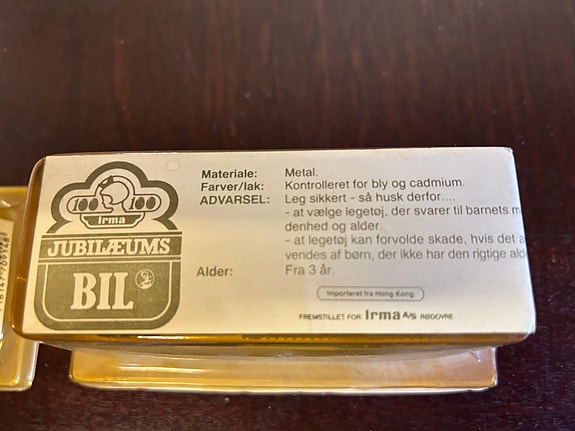 100 100
Irma
JUBILÆUMS
BIL
Materiale: Metal.
Farver/lak: Kontrolleret for bly og cadmium.
ADVARSEL: Leg sikkert - så husk derfor....
- at vælge legetøj, der svarer til barnets m
denhed og alder.
- at legetøj kan forvolde skade, hvis det a
vendes af børn, der ikke har den rigtige ald
Alder: Fra 3 år.
Importeret fra Hong Kong
FREMSTILLET FOR Irma A/S RØDOVRE